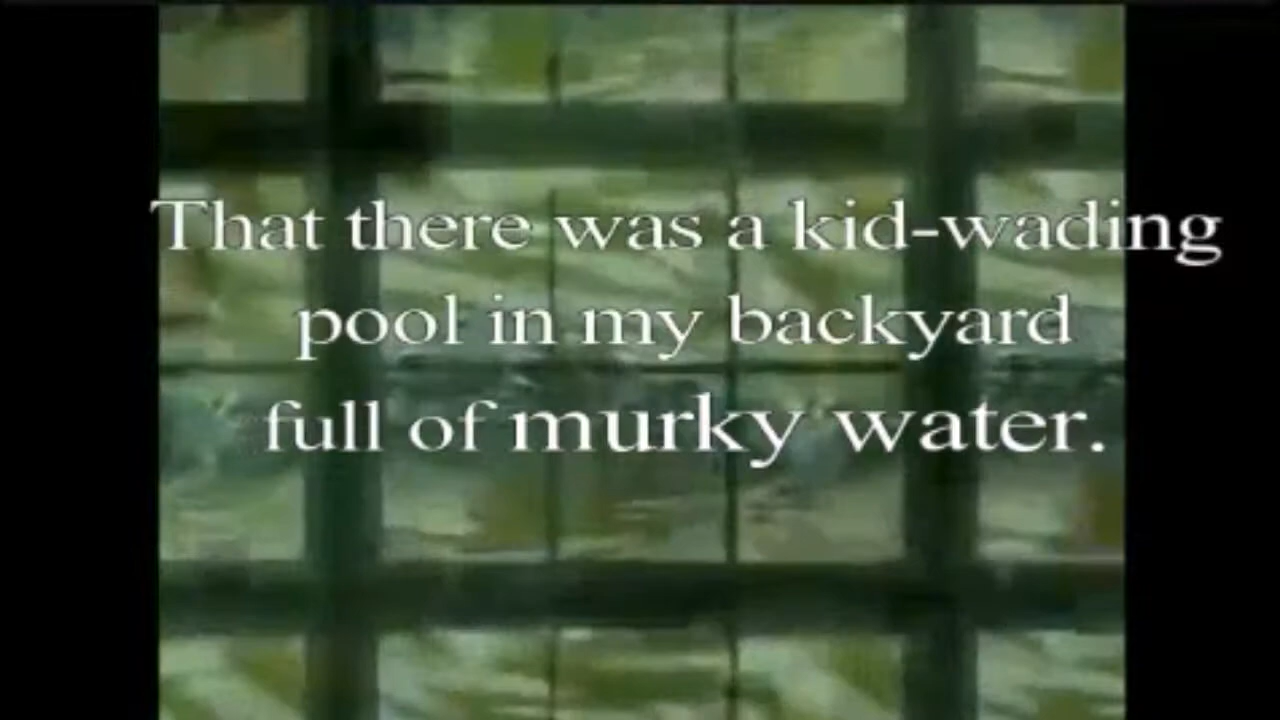 That there was a kid-wading
pool in my backyard
full of murky water.